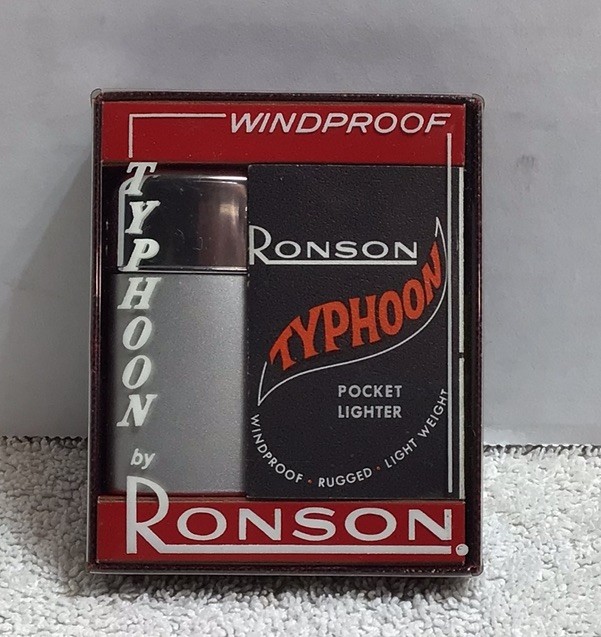 WINDPROOF
TYPHOON
by
RONSON
RONSON
TYPHOON
POCKET
LIGHTER
WINDPROOF • RUGGED • LIGHT WEIGHT